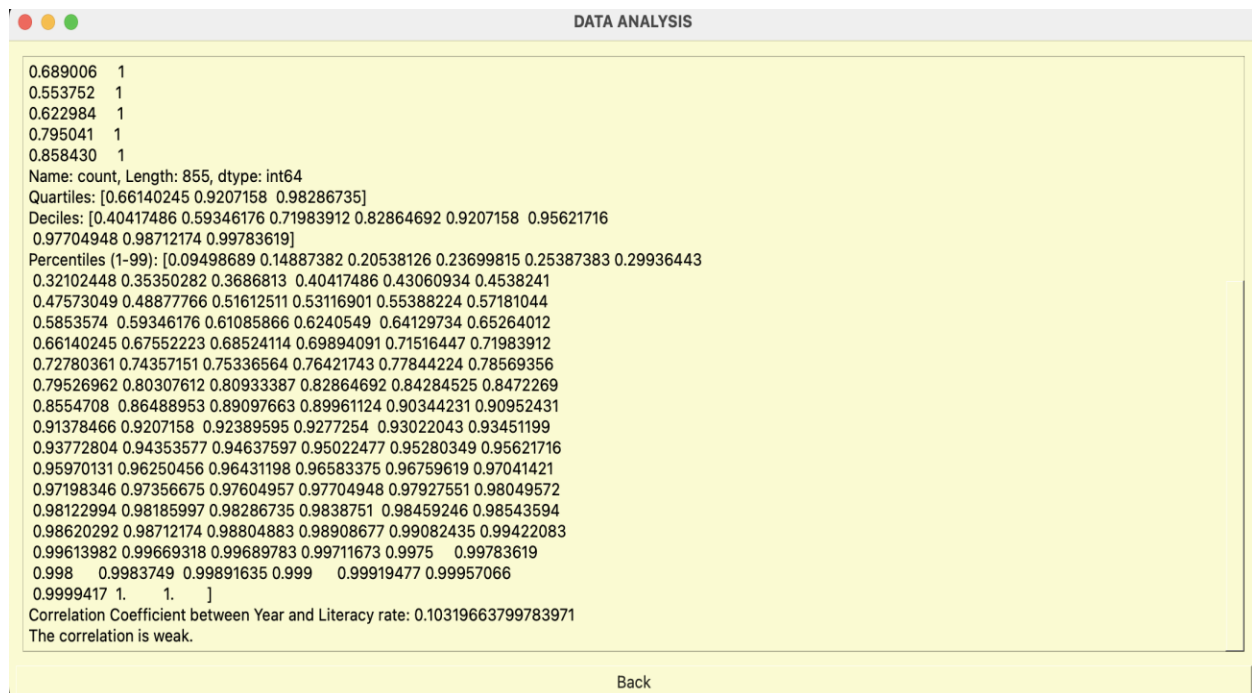 DATA ANALYSIS
0.689006 1
0.553752 1
0.622984 1
0.795041 1
0.858430 1
Name: count, Length: 855, dtype: int64
Quartiles: [0.66140245 0.9207158 0.98286735]
Deciles: [0.40417486 0.59346176 0.71983912 0.82864692 0.9207158 0.95621716
0.97704948 0.98712174 0.99783619]
Percentiles (1-99): [0.09498689 0.14887382 0.20538126 0.23699815 0.25387383 0.29936443
0.32102448 0.35350282 0.3686813 0.40417486 0.43060934 0.4538241
0.47573049 0.48877766 0.51612511 0.53116901 0.55388224 0.57181044
0.5853574 0.59346176 0.61085866 0.6240549 0.64129734 0.65264012
0.66140245 0.67552223 0.68524114 0.69894091 0.71516447 0.71983912
0.72780361 0.74357151 0.75336564 0.76421743 0.77844224 0.78569356
0.79526962 0.80307612 0.80933387 0.82864692 0.84284525 0.8472269
0.8554708 0.86488953 0.89097663 0.89961124 0.90344231 0.90952431
0.91378466 0.9207158 0.92389595 0.9277254 0.93022043 0.93451199
0.93772804 0.94353577 0.94637597 0.95022477 0.95280349 0.95621716
0.95970131 0.96250456 0.96431198 0.96583375 0.96759619 0.97041421
0.97198346 0.97356675 0.97604957 0.97704948 0.97927551 0.98049572
0.98122994 0.98185997 0.98286735 0.9838751 0.98459246 0.98543594
0.98620292 0.98712174 0.98804883 0.98908677 0.99082435 0.99422083
0.99613982 0.99669318 0.99689783 0.99711673 0.9975 0.99783619
0.998 0.9983749 0.99891635 0.999 0.99919477 0.99957066
0.9999417 1. 1. ]
Correlation Coefficient between Year and Literacy rate: 0.10319663799783971
The correlation is weak.
Back